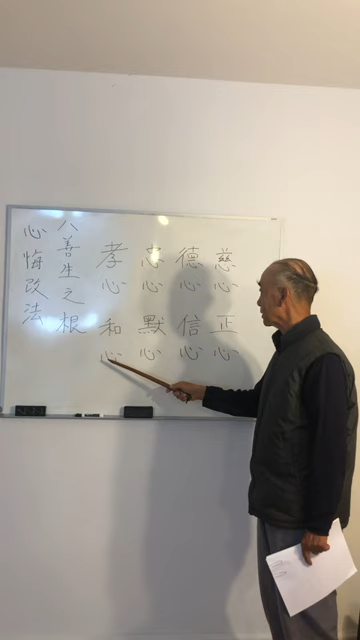 慈心 正心
德心 信心
忠心 默心
孝心 和心
八善生之根
心悔改法